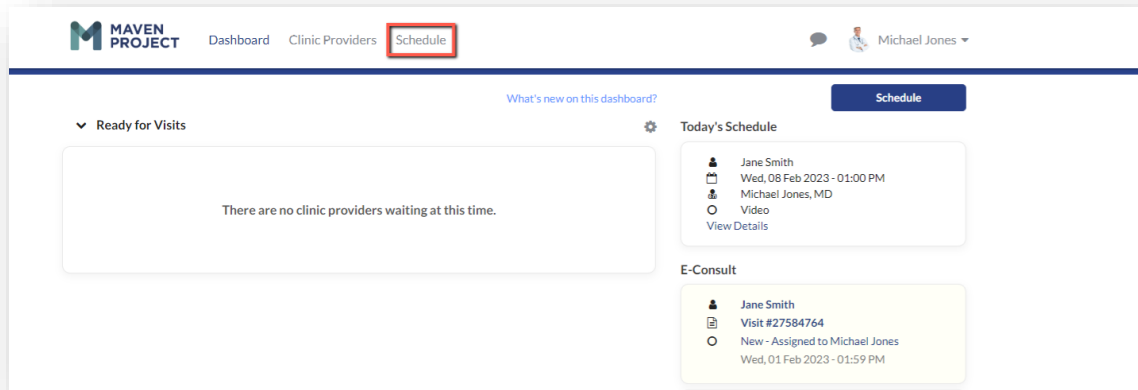 MAVEN
PROJECT
Dashboard
Clinic Providers
Schedule
Michael Jones
What's new on this dashboard?
Schedule
Ready for Visits
There are no clinic providers waiting at this time.
Today's Schedule
Jane Smith
Wed, 08 Feb 2023 - 01:00 PM
Michael Jones, MD
Video
View Details
E-Consult
Jane Smith
Visit #27584764
New - Assigned to Michael Jones
Wed, 01 Feb 2023 - 01:59 PM